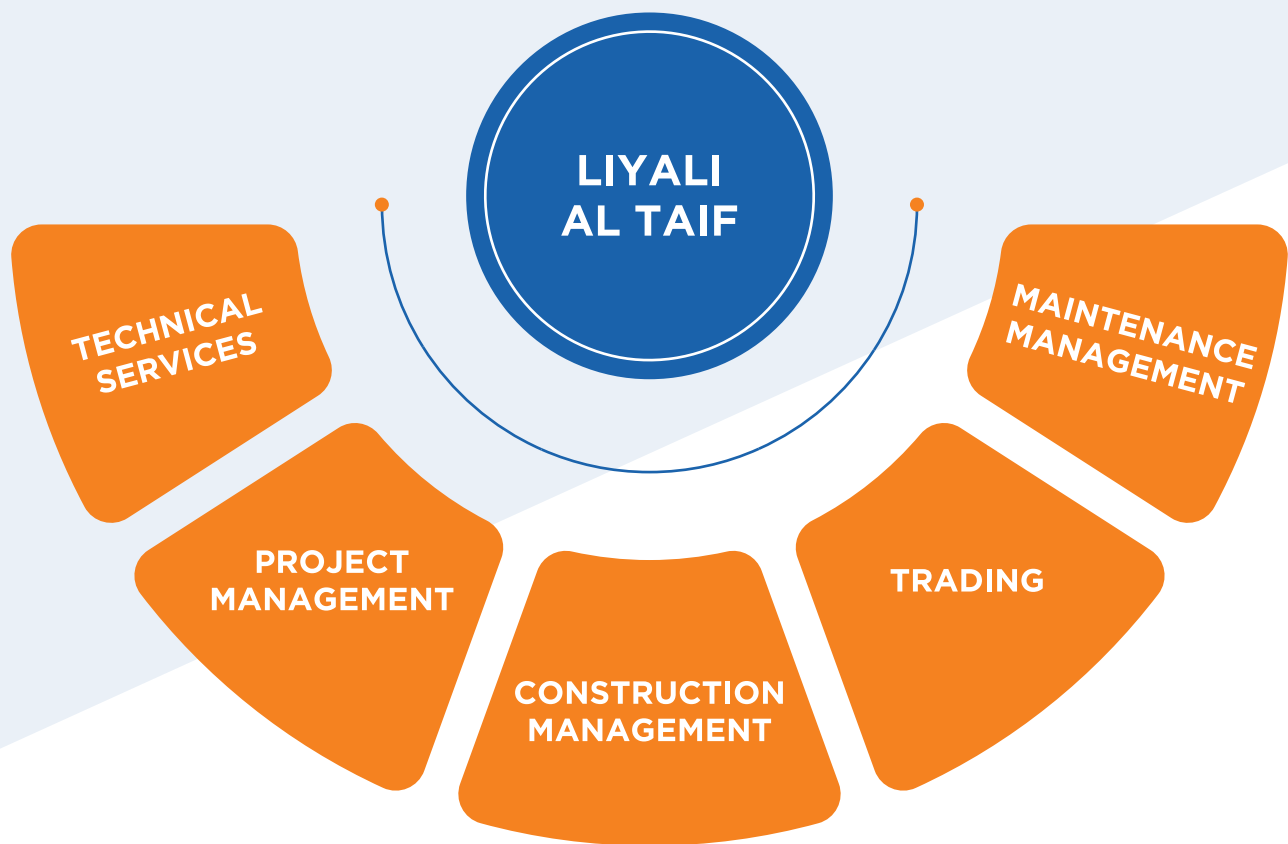 LIYALI
AL TAIF
TECHNICAL
SERVICES
PROJECT
MANAGEMENT
CONSTRUCTION
MANAGEMENT
TRADING
MAINTENANCE
MANAGEMENT